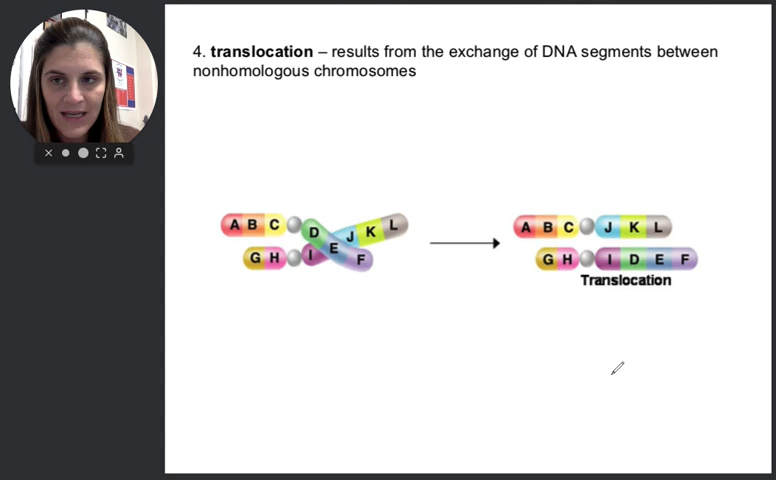 4. translocation – results from the exchange of DNA segments between
nonhomologous chromosomes
A B C D E F
G H I J K L
A B C J K L
G H I D E F
Translocation